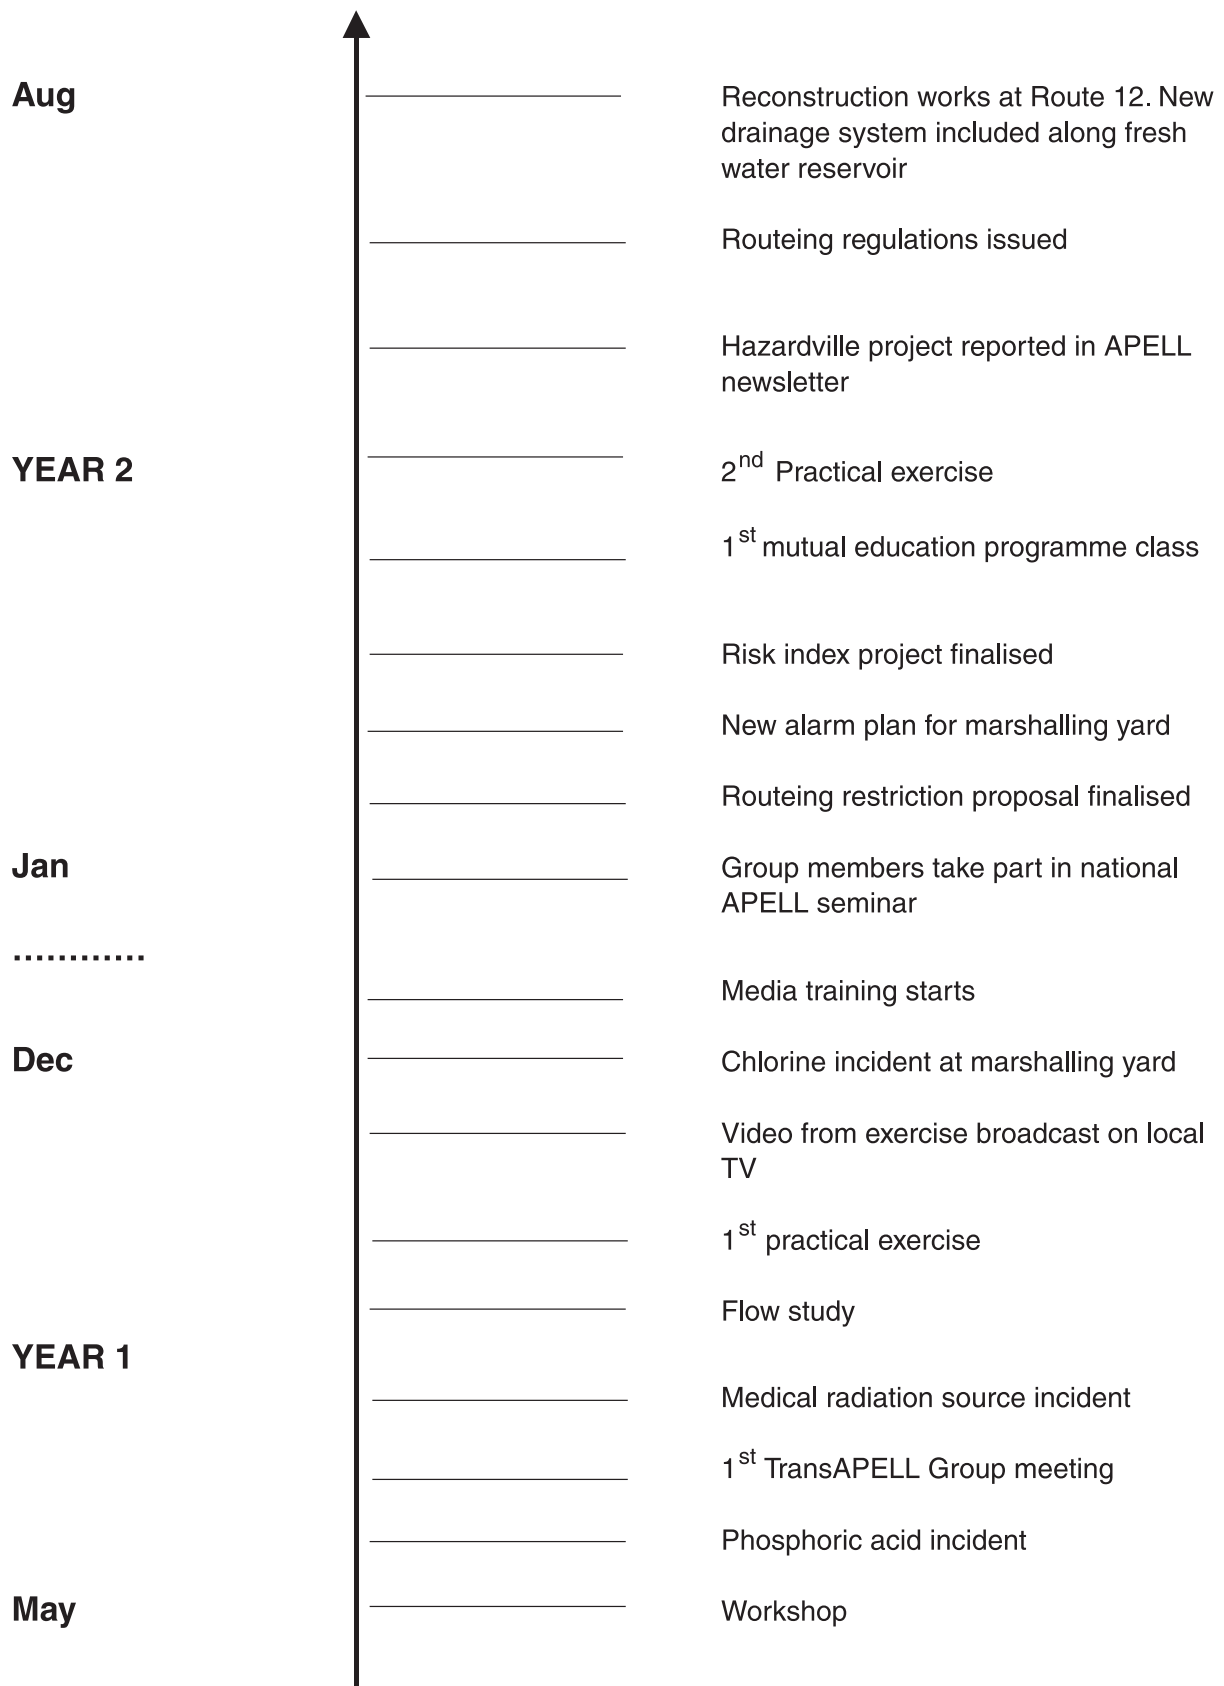 Aug
Reconstruction works at Route 12. New
drainage system included along fresh
water reservoir
Routeing regulations issued
Hazardville project reported in APELL
newsletter
YEAR 2
2nd Practical exercise
1st mutual education programme class
Risk index project finalised
New alarm plan for marshalling yard
Routeing restriction proposal finalised
Jan
Group members take part in national
APELL seminar
............
Media training starts
Dec
Chlorine incident at marshalling yard
Video from exercise broadcast on local
TV
1st practical exercise
Flow study
YEAR 1
Medical radiation source incident
1st TransAPELL Group meeting
Phosphoric acid incident
May
Workshop